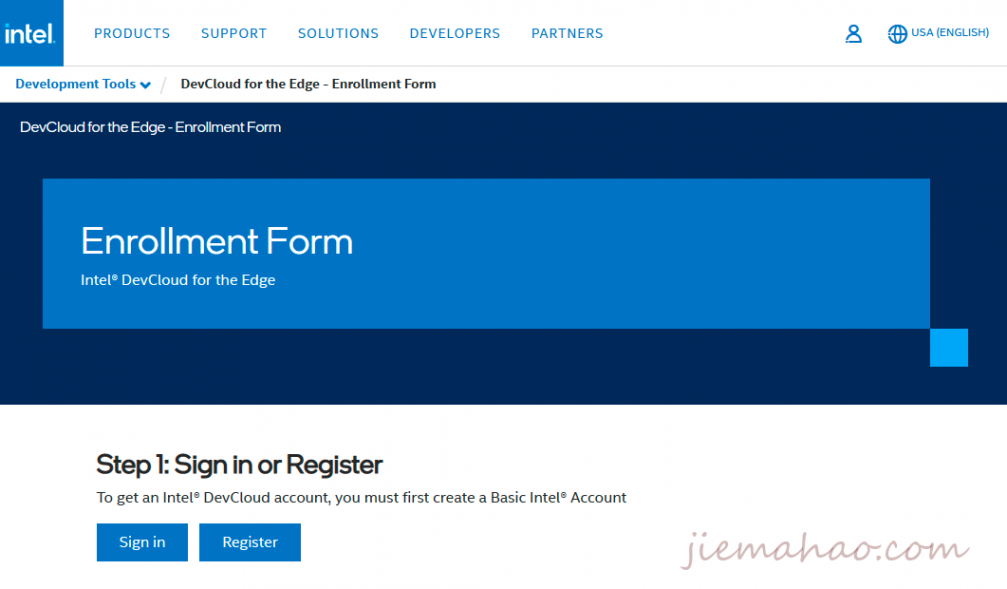 intel. PRODUCTS SUPPORT SOLUTIONS DEVELOPERS PARTNERS USA (ENGLISH)
Development Tools / DevCloud for the Edge - Enrollment Form
DevCloud for the Edge - Enrollment Form
Enrollment Form
Intel® DevCloud for the Edge
Step 1: Sign in or Register
To get an Intel® DevCloud account, you must first create a Basic Intel® Account
Sign in Register
jiemahao.com